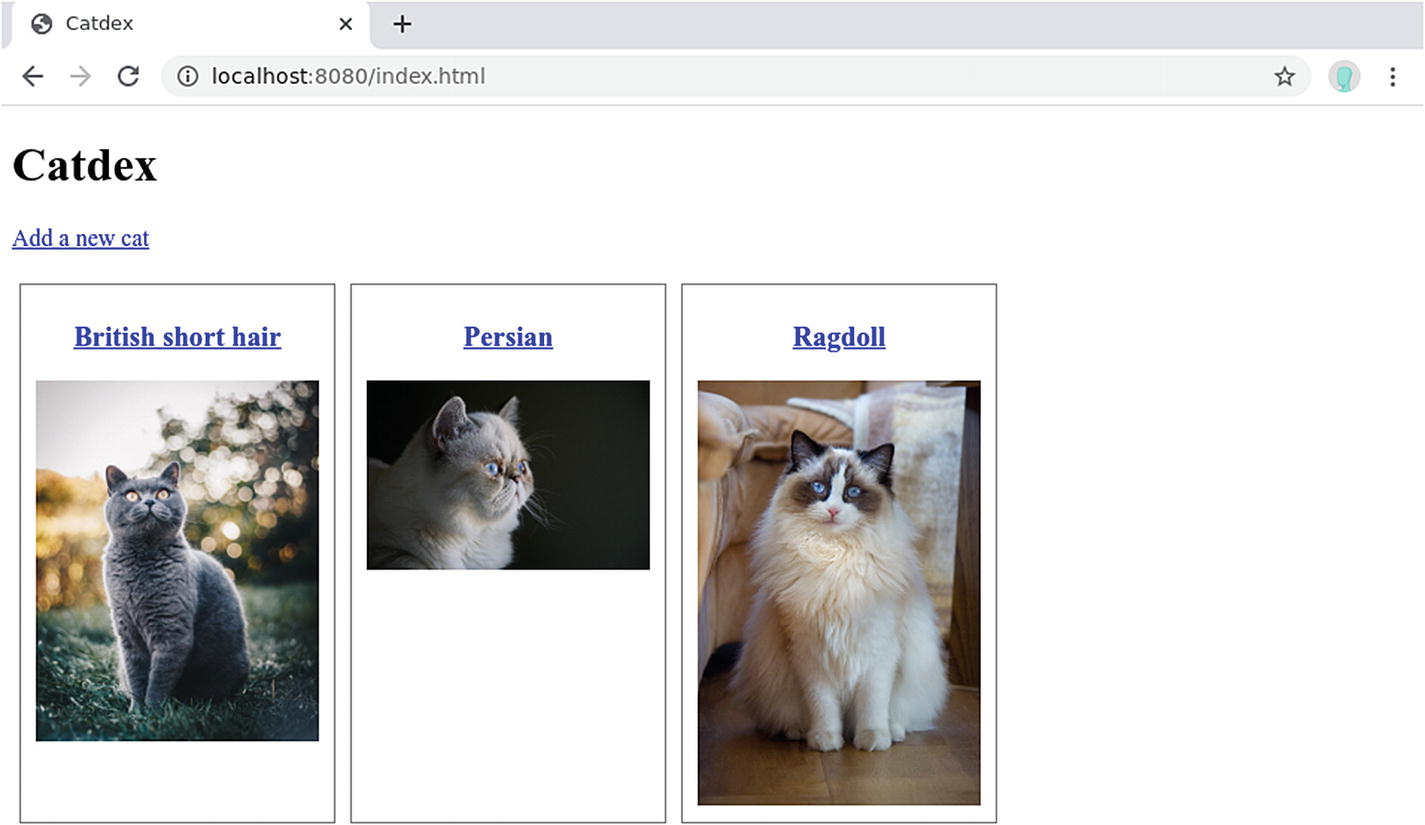 Catdex
localhost:8080/index.html
Catdex
Add a new cat
British short hair
Persian
Ragdoll